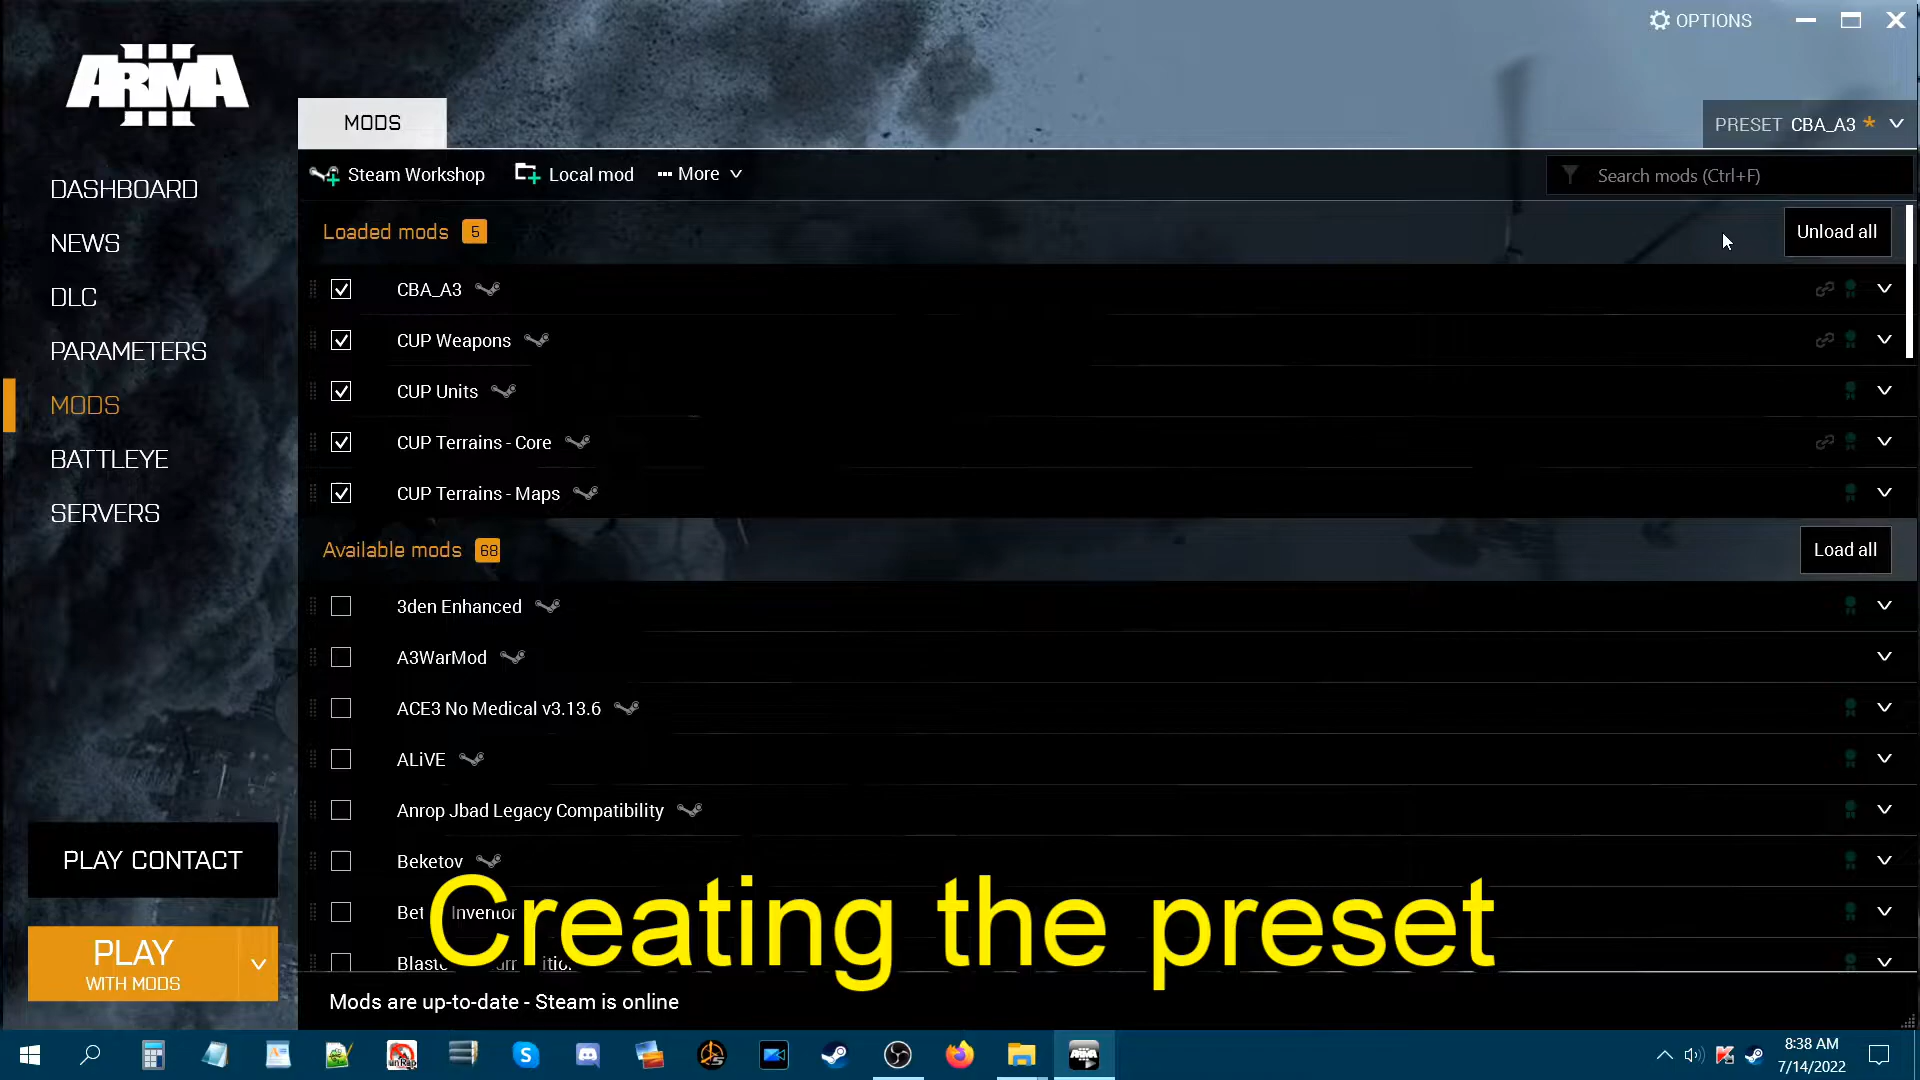 OPTIONS
ARMA III
MODS
PRESET CBA_A3 *
Steam Workshop
Local mod
More
Search mods (Ctrl+F)
DASHBOARD
NEWS
DLC
PARAMETERS
MODS
BATTLEYE
SERVERS
Loaded mods 5
Unload all
CBA_A3
CUP Weapons
CUP Units
CUP Terrains - Core
CUP Terrains - Maps
Available mods 68
Load all
3den Enhanced
A3WarMod
ACE3 No Medical v3.13.6
ALiVE
Anrop Jbad Legacy Compatibility
Beketov
Creating the preset
PLAY CONTACT
PLAY
WITH MODS
Mods are up-to-date - Steam is online
8:38 AM
7/14/2022